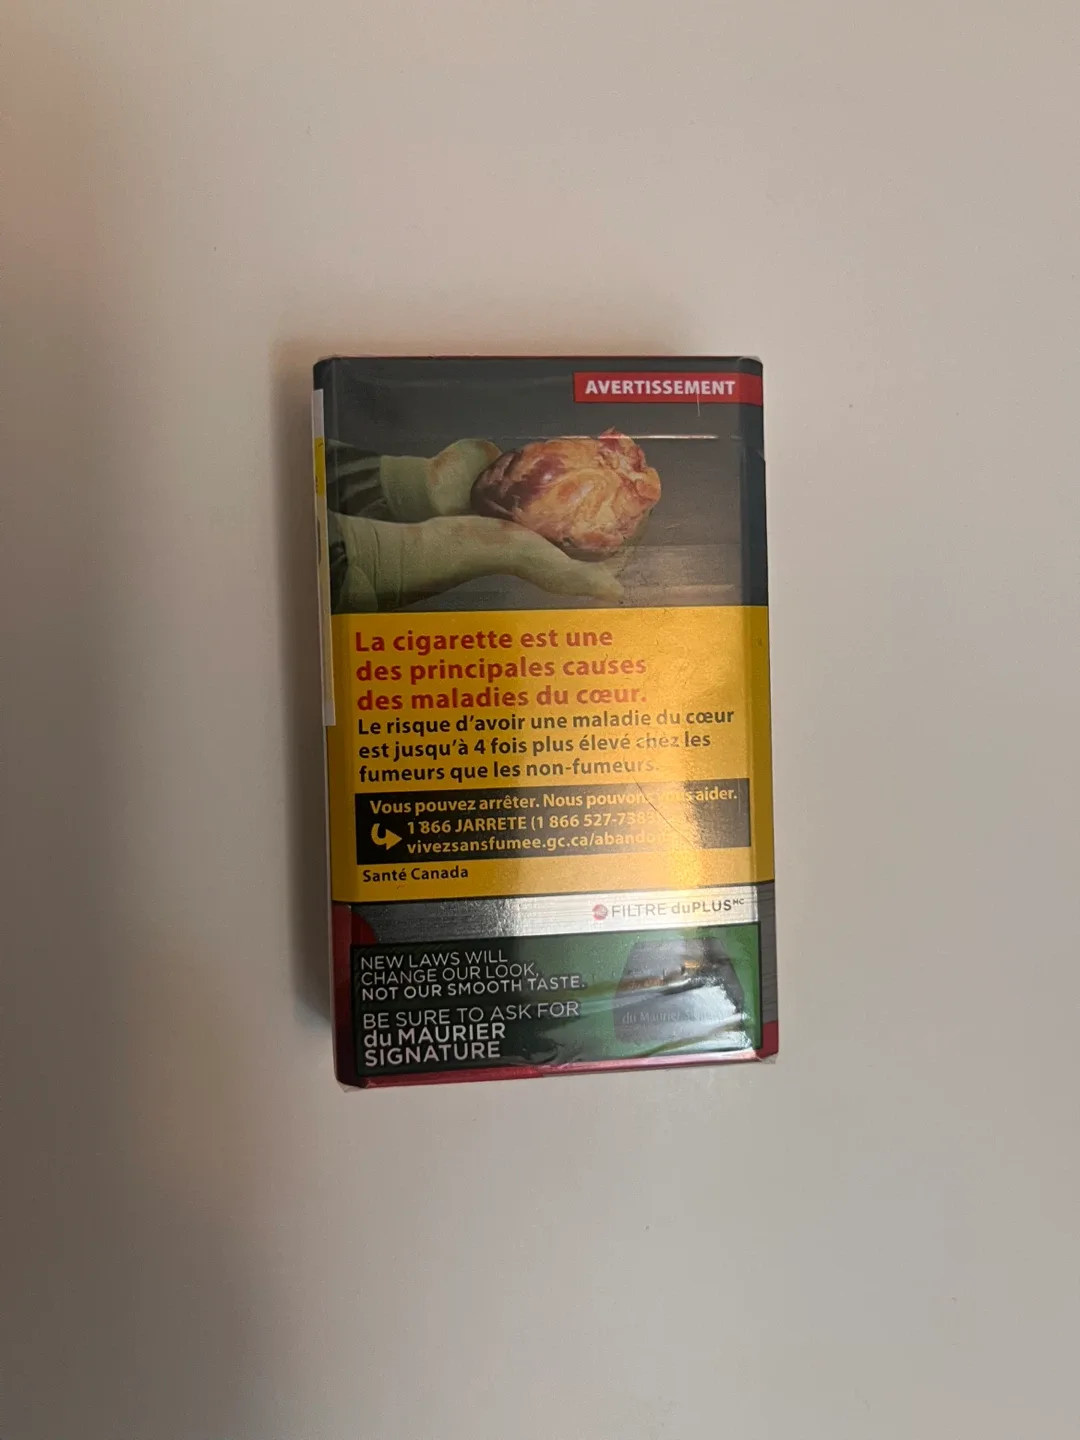 AVERTISSEMENT
La cigarette est une
des principales causes
des maladies du cœur.
Le risque d'avoir une maladie du cœur
est jusqu'à 4 fois plus élevé chez les
fumeurs que les non-fumeurs.
Vous pouvez arrêter. Nous aider.
1 866 JARRETE (1 866 527-7383
vivezsansfumee.gc.ca/abando
Santé Canada
FILTRE duPLUSMC
NEW LAWS WILL
CHANGE OUR LOOK,
NOT OUR SMOOTH TASTE.
BE SURE TO ASK FOR
du MAURIER
SIGNATURE
du Maurier